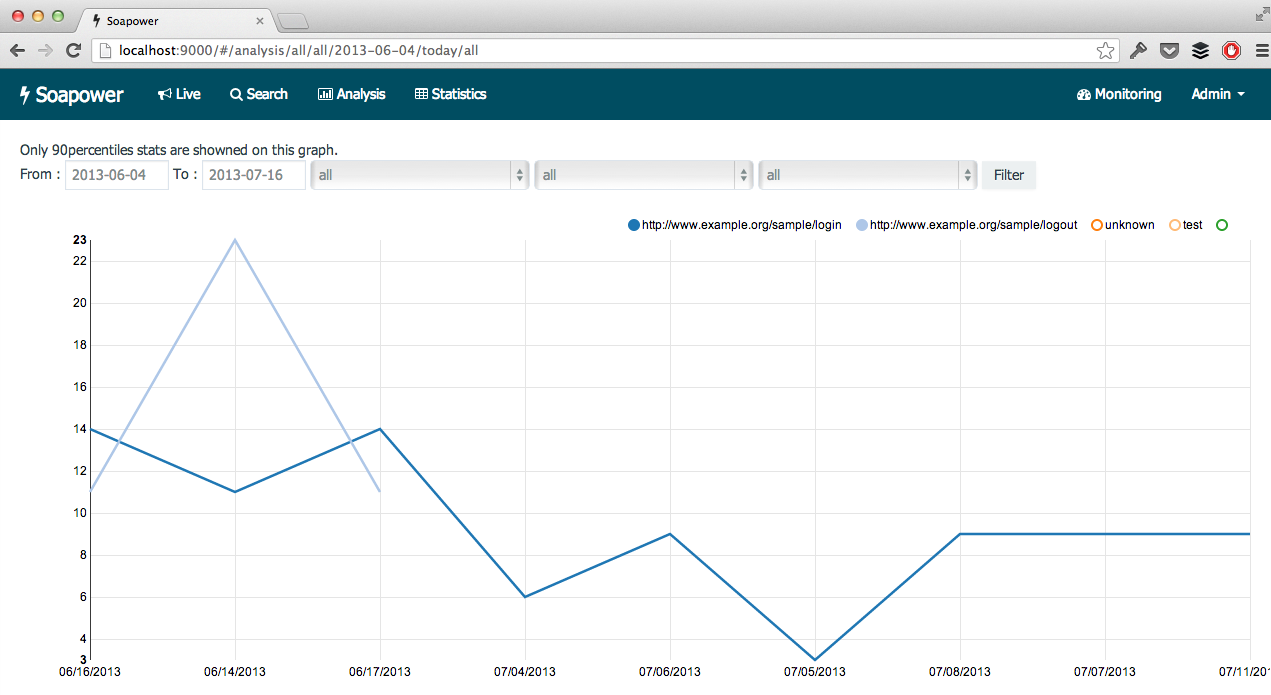 Soapower
localhost:9000/#/analysis/all/all/2013-06-04/today/all
Soapower Live Search Analysis Statistics Monitoring Admin
Only 90percentiles stats are showned on this graph.
From : 2013-06-04 To : 2013-07-16 all all all Filter
http://www.example.org/sample/login http://www.example.org/sample/logout unknown test
23
22
20
18
16
14
12
10
8
6
4
3
06/16/2013 06/14/2013 06/17/2013 07/04/2013 07/06/2013 07/05/2013 07/08/2013 07/07/2013 07/11/201